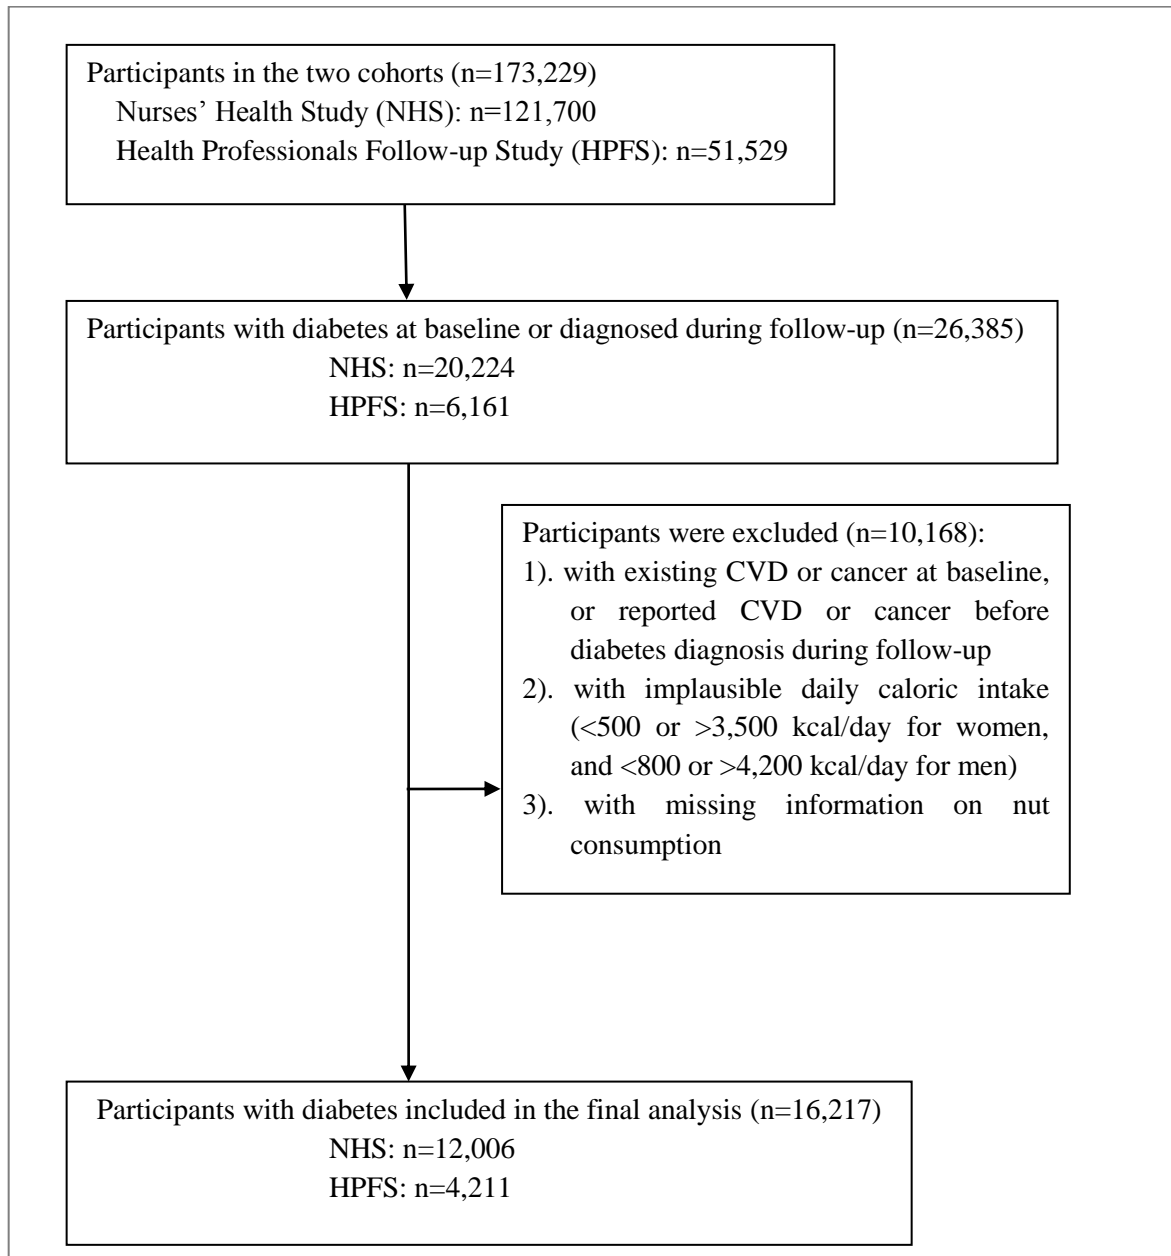 Participants in the two cohorts (n=173,229)
Nurses’ Health Study (NHS): n=121,700
Health Professionals Follow-up Study (HPFS): n=51,529
Participants with diabetes at baseline or diagnosed during follow-up (n=26,385)
NHS: n=20,224
HPFS: n=6,161
Participants were excluded (n=10,168):
1). with existing CVD or cancer at baseline,
or reported CVD or cancer before
diabetes diagnosis during follow-up
2). with implausible daily caloric intake
(<500 or >3,500 kcal/day for women,
and <800 or >4,200 kcal/day for men)
3). with missing information on nut
consumption
Participants with diabetes included in the final analysis (n=16,217)
NHS: n=12,006
HPFS: n=4,211